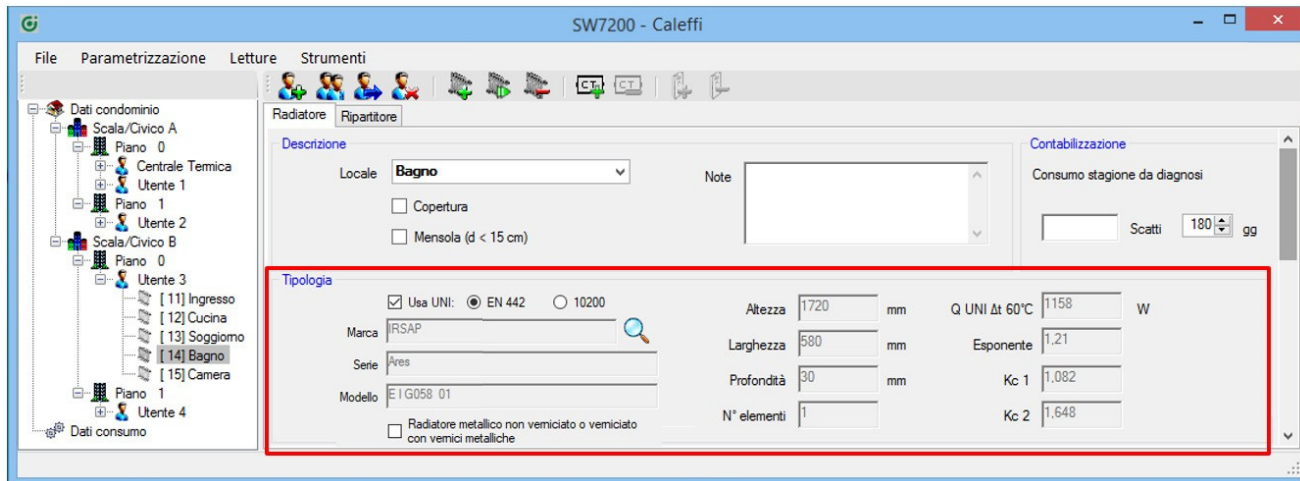 SW7200 - Caleffi
File Parametrizzazione Letture Strumenti
CT CT
Dati condominio
Scala/Civico A
Piano 0
Centrale Termica
Utente 1
Piano 1
Utente 2
Scala/Civico B
Piano 0
Utente 3
[ 11] Ingresso
[ 12] Cucina
[ 13] Soggiorno
[ 14] Bagno
[ 15] Camera
Piano 1
Utente 4
Dati consumo
Radiatore Ripartitore
Descrizione
Locale Bagno
Copertura
Mensola (d < 15 cm)
Note
Contabilizzazione
Consumo stagione da diagnosi
Scatti 180 gg
Tipologia
Usa UNI: EN 442 10200
Marca IRSAP
Serie Ares
Modello E I G058 01
Radiatore metallico non verniciato o verniciato
con vernici metalliche
Altezza 1720 mm
Larghezza 580 mm
Profondità 30 mm
N° elementi 1
Q UNI Δt 60°C 1158 W
Esponente 1,21
Kc 1 1,082
Kc 2 1,648